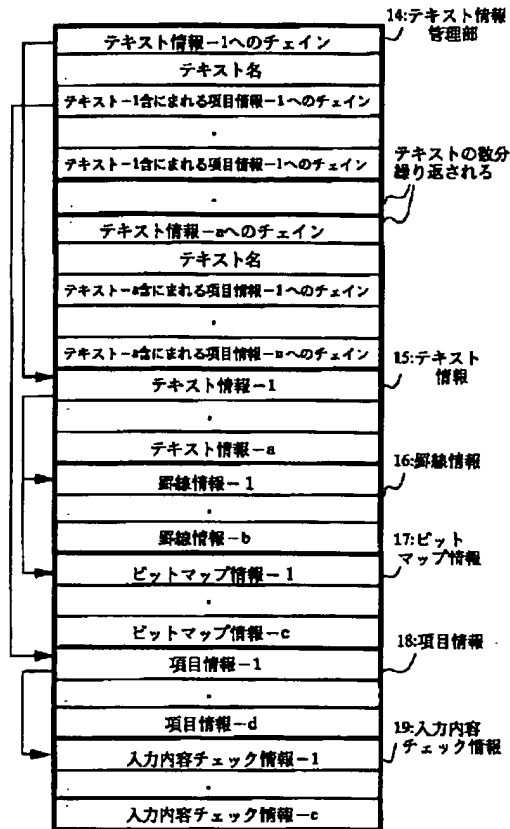 14:テキスト情報
管理部
テキスト情報-1へのチェイン
テキスト名
テキスト-1含にまれる項目情報-1へのチェイン
・
テキスト-1含にまれる項目情報-1へのチェイン
・
テキストの数分
繰り返される
テキスト情報-aへのチェイン
テキスト名
テキスト-a含にまれる項目情報-1へのチェイン
・
テキスト-a含にまれる項目情報-nへのチェイン
15:テキスト
情報
テキスト情報-1
・
テキスト情報-a
16:罫線情報
罫線情報-1
・
罫線情報-b
17:ビット
マップ情報
ビットマップ情報-1
・
ビットマップ情報-c
18:項目情報
項目情報-1
・
項目情報-d
19:入力内容
チェック情報
入力内容チェック情報-1
・
入力内容チェック情報-e